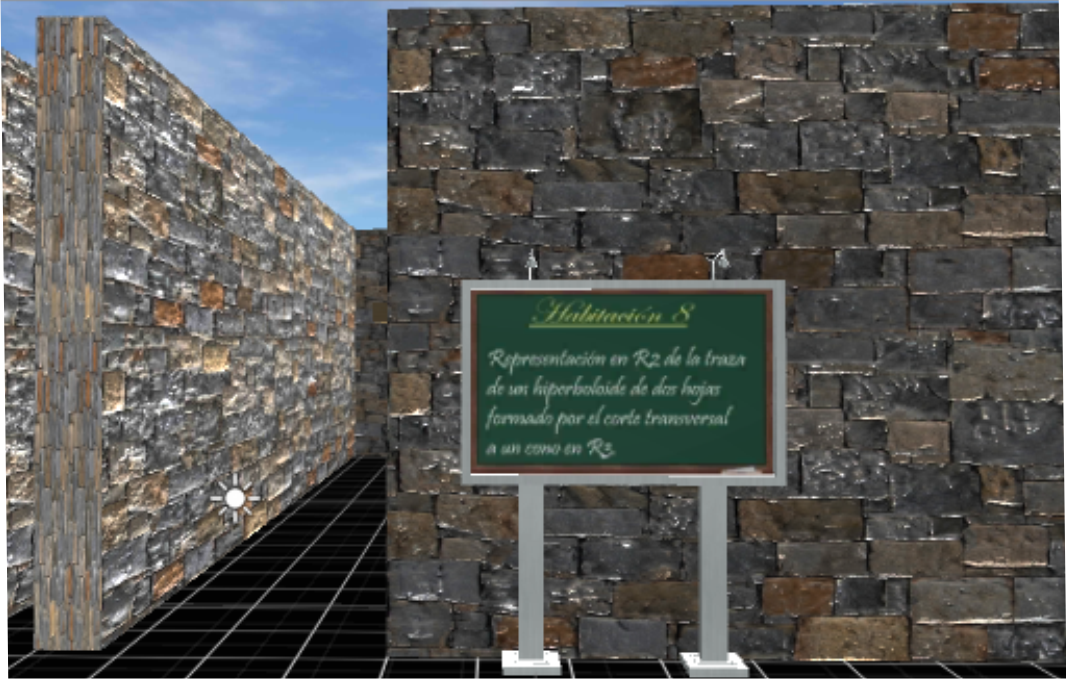 Habitación 8
Representación en R2 de la traza
de un hiperboloide de dos hojas
formado por el corte transversal
a un cono en R3.